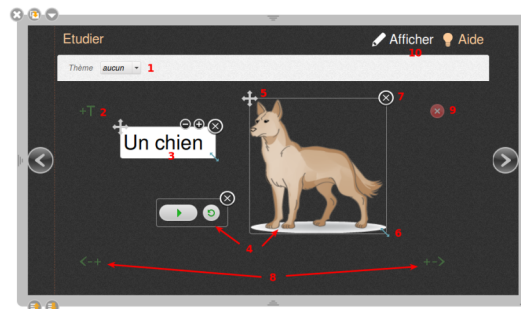 Etudier
Afficher
Aide
10
Thème aucun 1
+T 2
5
7
9
Un chien
3
4
6
<-+
8
+->